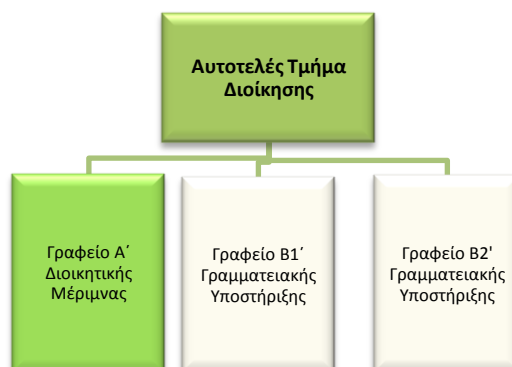 Αυτοτελές Τμήμα
Διοίκησης
Γραφείο Α΄
Διοικητικής
Μέριμνας
Γραφείο Β1΄
Γραμματειακής
Υποστήριξης
Γραφείο Β2'
Γραμματειακής
Υποστήριξης